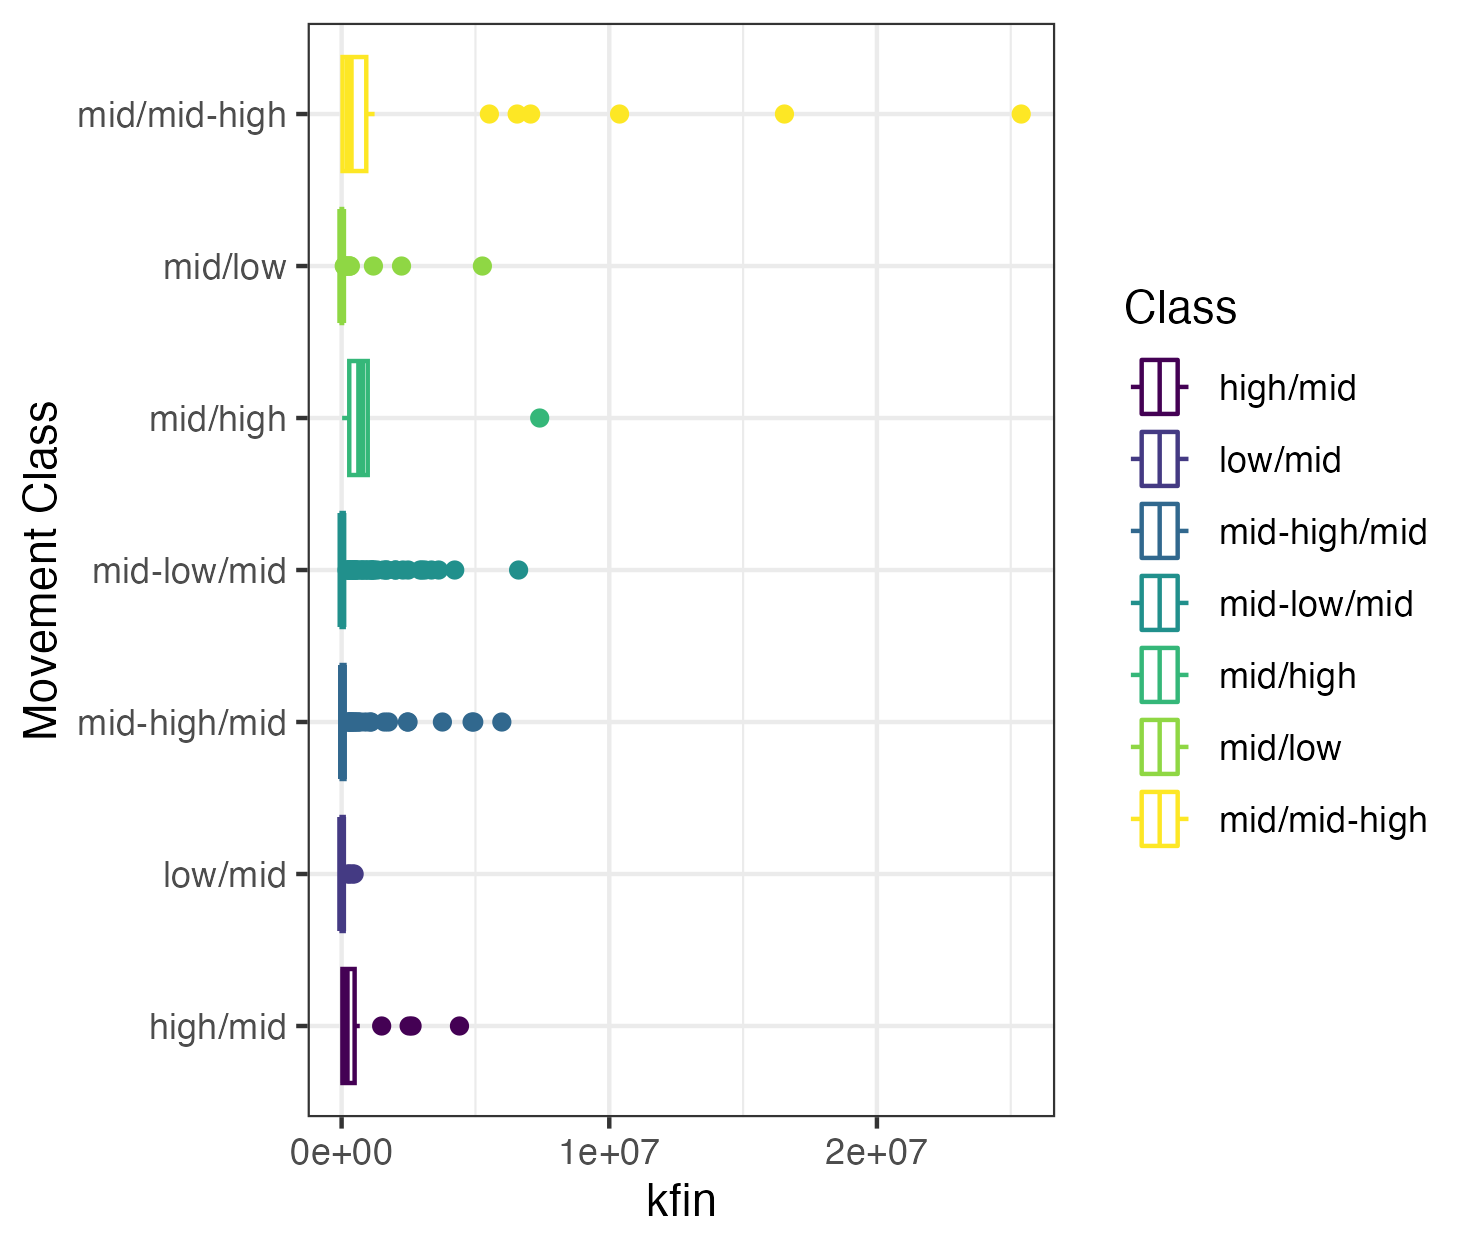 Movement Class
mid/mid-high
mid/low
mid/high
mid-low/mid
mid-high/mid
low/mid
high/mid
0e+00
1e+07
2e+07
kfin
Class
high/mid
low/mid
mid-high/mid
mid-low/mid
mid/high
mid/low
mid/mid-high